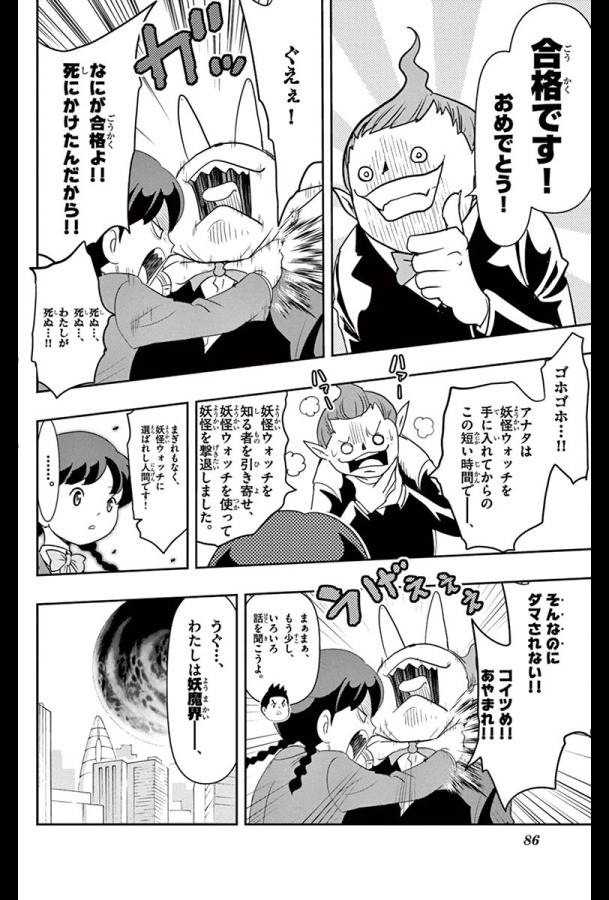 合格です！
おめでとう！
ぐえぇ！
ガッ
なにが合格よ！！
死にかけたんだから！！
死ぬ…、
死ぬ…、
わたしが
死ぬ…！！
ゴホゴホ…！！
アナタは
妖怪ウォッチを
手に入れてからの
この短い時間で――、
ハァー
ハァー
妖怪ウォッチを
知る者を引き寄せ、
妖怪ウォッチを使って
妖怪を撃退しました。
まぎれもなく、
妖怪ウォッチに
選ばれし人間です！
……。
そんなのに
ダマされない！！
コイツめ！！
あやまれ！！
うげぇぇぇ
まぁまぁ、
もう少し、
いろいろ
話を聞こうよ。
うぐ…、
わたしは妖魔界――、
86